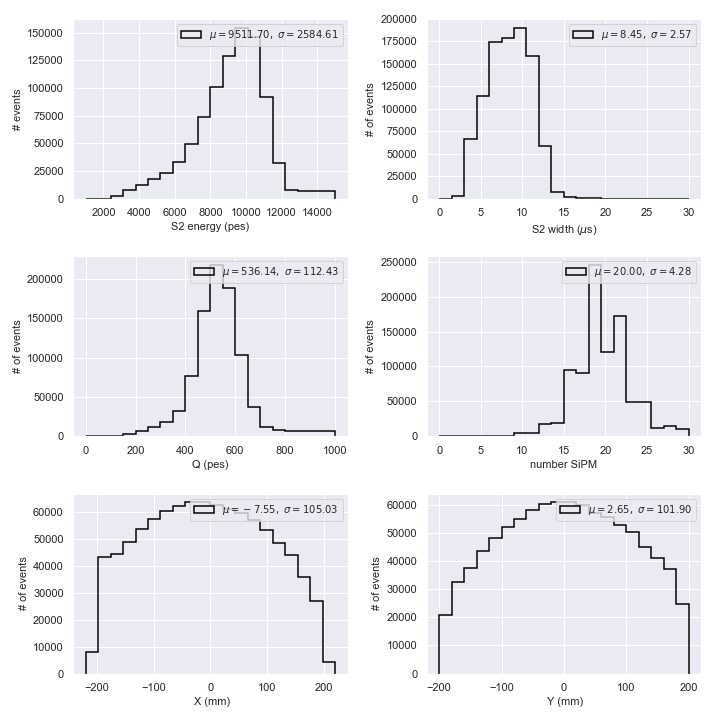 μ = 9511.70, σ = 2584.61
# events
150000
125000
100000
75000
50000
25000
0
2000 4000 6000 8000 10000 12000 14000
S2 energy (pes)
μ = 8.45, σ = 2.57
# of events
200000
175000
150000
125000
100000
75000
50000
25000
0
0 5 10 15 20 25 30
S2 width (μs)
μ = 536.14, σ = 112.43
# of events
200000
150000
100000
50000
0
0 200 400 600 800 1000
Q (pes)
μ = 20.00, σ = 4.28
# of events
250000
200000
150000
100000
50000
0
0 5 10 15 20 25 30
number SiPM
μ = −7.55, σ = 105.03
# of events
60000
50000
40000
30000
20000
10000
0
−200 −100 0 100 200
X (mm)
μ = 2.65, σ = 101.90
# of events
60000
50000
40000
30000
20000
10000
0
−200 −100 0 100 200
Y (mm)